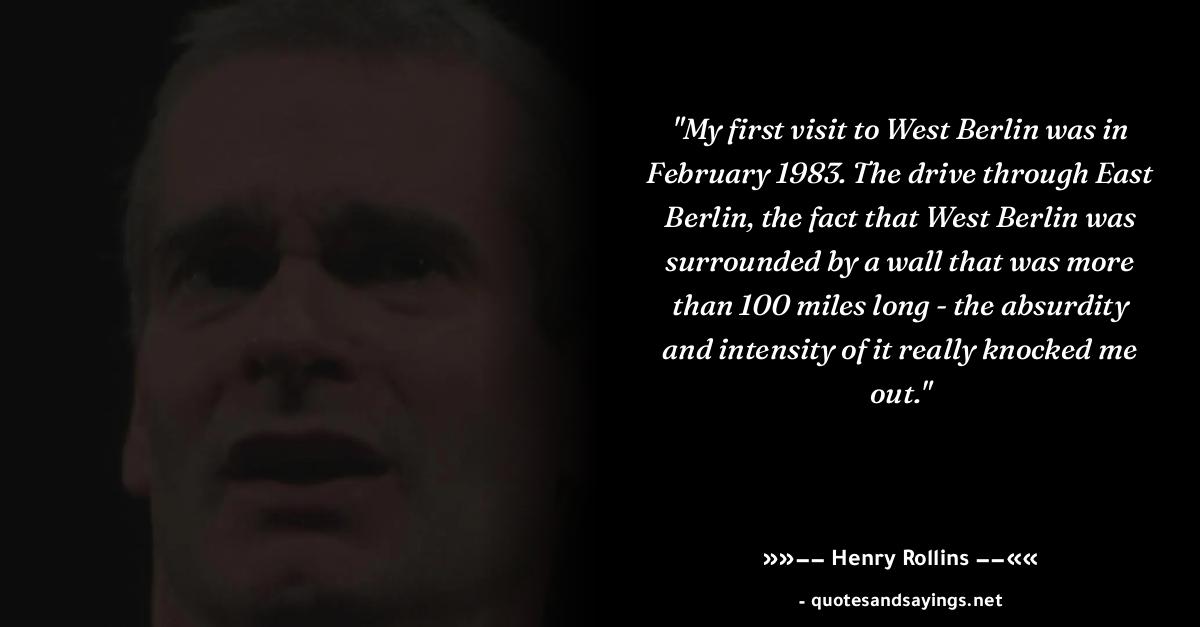 "My first visit to West Berlin was in
February 1983. The drive through East
Berlin, the fact that West Berlin was
surrounded by a wall that was more
than 100 miles long - the absurdity
and intensity of it really knocked me
out."
»»–– Henry Rollins ––««
- quotesandsayings.net